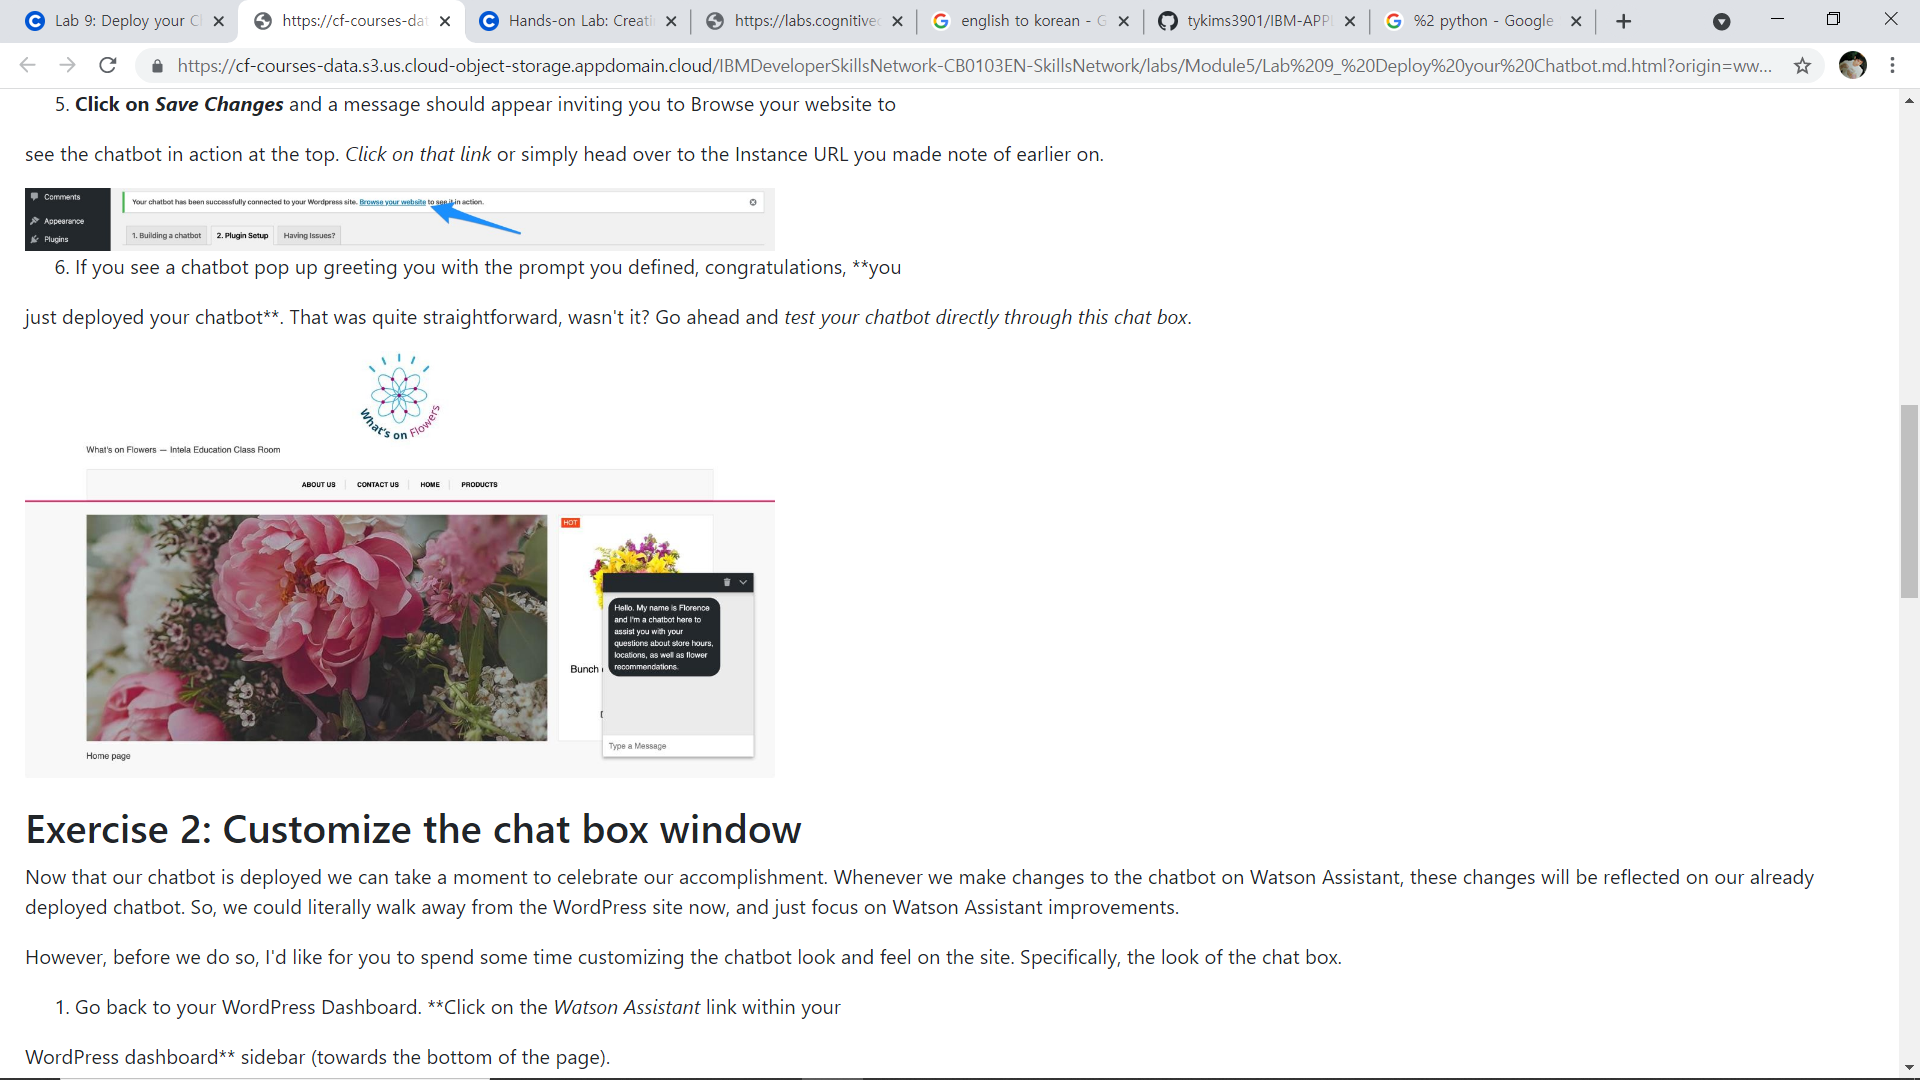 Lab 9: Deploy your Cl
https://cf-courses-dat
Hands-on Lab: Creatin
https://labs.cognitivec
english to korean - G
tykims3901/IBM-APPL
%2 python - Google
https://cf-courses-data.s3.us.cloud-object-storage.appdomain.cloud/IBMDeveloperSkillsNetwork-CB0103EN-SkillsNetwork/labs/Module5/Lab%209_%20Deploy%20your%20Chatbot.md.html?origin=ww...
5. Click on Save Changes and a message should appear inviting you to Browse your website to
see the chatbot in action at the top. Click on that link or simply head over to the Instance URL you made note of earlier on.
Comments
Your chatbot has been successfully connected to your Wordpress site. Browse your website to see it in action.
Appearance
Plugins
1. Building a chatbot
2. Plugin Setup
Having Issues?
6. If you see a chatbot pop up greeting you with the prompt you defined, congratulations, **you
just deployed your chatbot**. That was quite straightforward, wasn't it? Go ahead and test your chatbot directly through this chat box.
What's on Flowers
What's on Flowers — Intela Education Class Room
ABOUT US
CONTACT US
HOME
PRODUCTS
HOT
Hello. My name is Florence
and I'm a chatbot here to
assist you with your
questions about store hours,
locations, as well as flower
recommendations.
Bunch
Type a Message
Home page
Exercise 2: Customize the chat box window
Now that our chatbot is deployed we can take a moment to celebrate our accomplishment. Whenever we make changes to the chatbot on Watson Assistant, these changes will be reflected on our already
deployed chatbot. So, we could literally walk away from the WordPress site now, and just focus on Watson Assistant improvements.
However, before we do so, I'd like for you to spend some time customizing the chatbot look and feel on the site. Specifically, the look of the chat box.
1. Go back to your WordPress Dashboard. **Click on the Watson Assistant link within your
WordPress dashboard** sidebar (towards the bottom of the page).